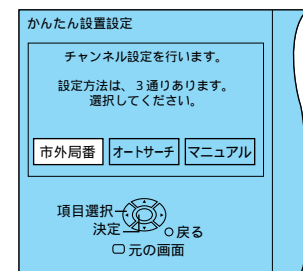 かんたん設置設定
チャンネル設定を行います。
設定方法は、3通りあります。
選択してください。
市外局番 オートサーチ マニュアル
項目選択
決定 戻る
元の画面